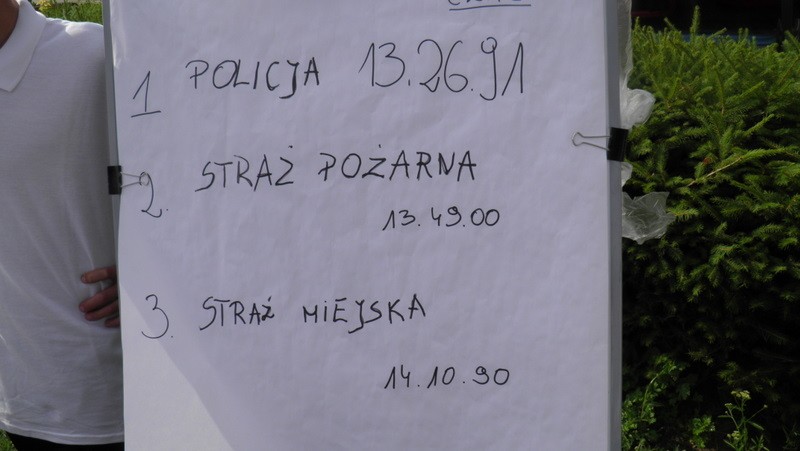 1 POLICJA 13.26.91
2. STRAŻ POŻARNA
13.49.00
3. STRAŻ MIEJSKA
14.10.90